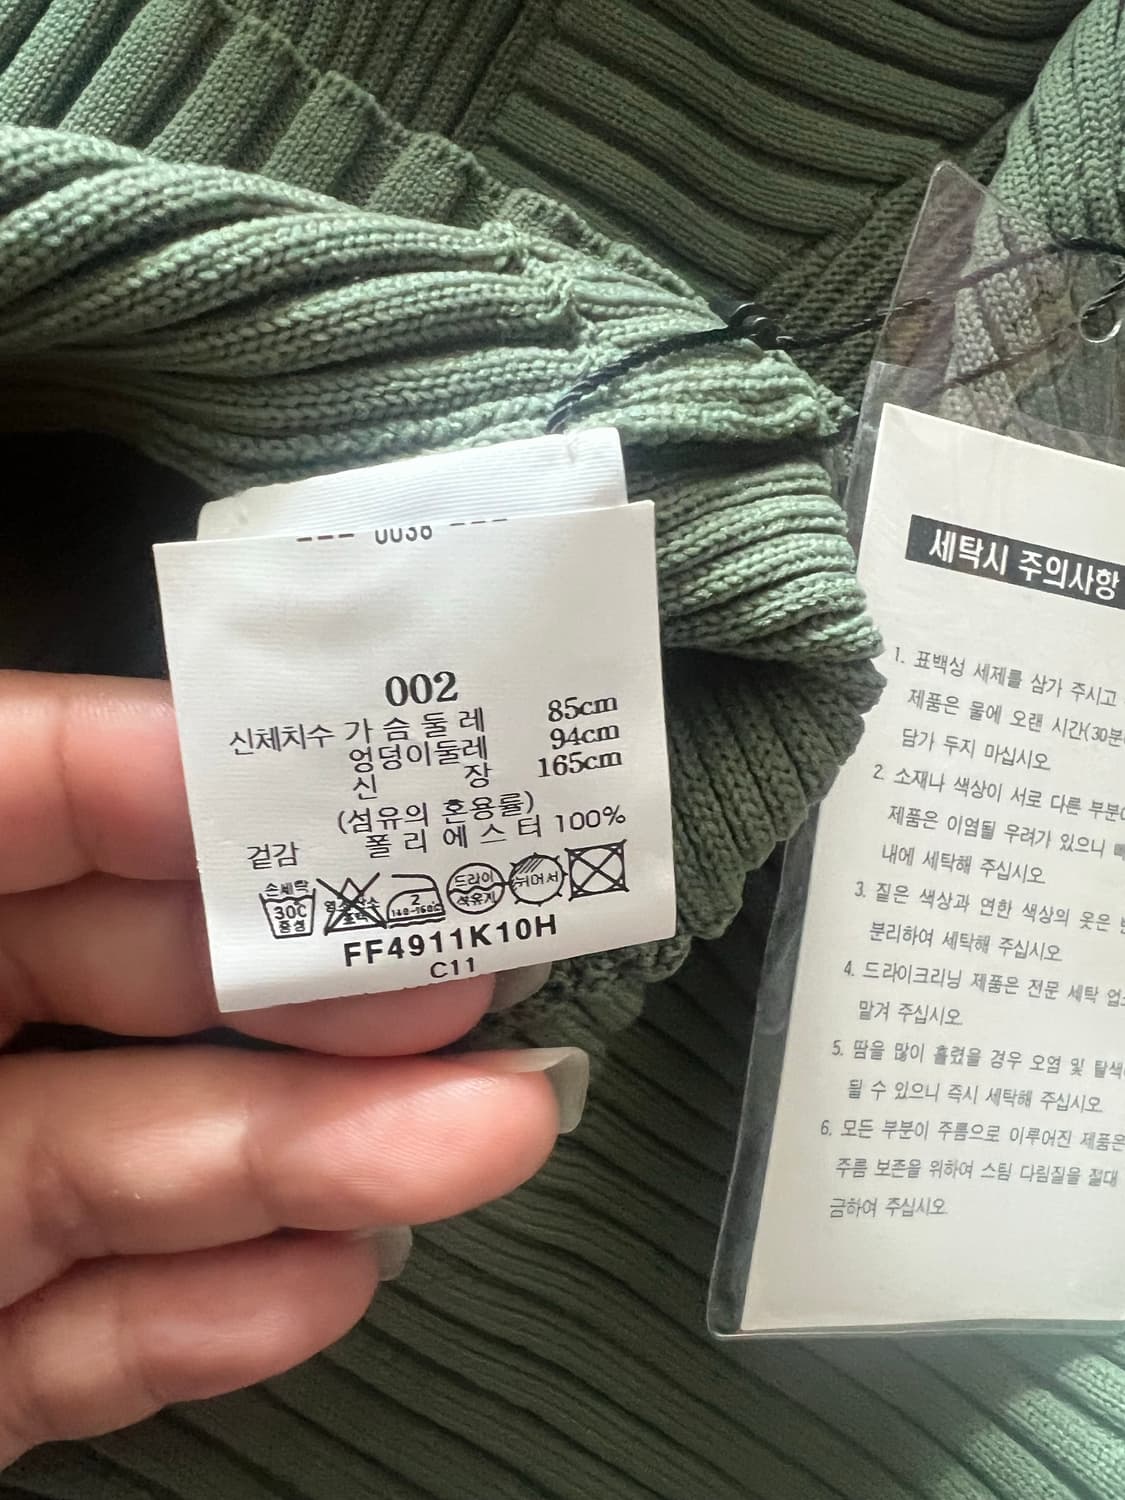 --- 0036 ---
002
신체치수 가 슴 둘 레 85cm
엉덩이둘레 94cm
신 장 165cm
(섬유의 혼용률)
겉감 폴 리 에 스 터 100%
손세탁
30℃
중성
염소
표백
2
140-160℃
드라이
석유계
뉘어서
FF4911K10H
C11
세탁시 주의사항
1. 표백성 세제를 삼가 주시고
제품은 물에 오랜 시간(30분
담가 두지 마십시오
2. 소재나 색상이 서로 다른 부분
제품은 이염될 우려가 있으니
내에 세탁해 주십시오
3. 짙은 색상과 연한 색상의 옷은
분리하여 세탁해 주십시오
4. 드라이크리닝 제품은 전문 세탁
맡겨 주십시오
5. 땀을 많이 흘렸을 경우 오염 및 탈색
될 수 있으니 즉시 세탁해 주십시오
6. 모든 부분이 주름으로 이루어진 제품은
주름 보존을 위하여 스팀 다림질을 절대
금하여 주십시오